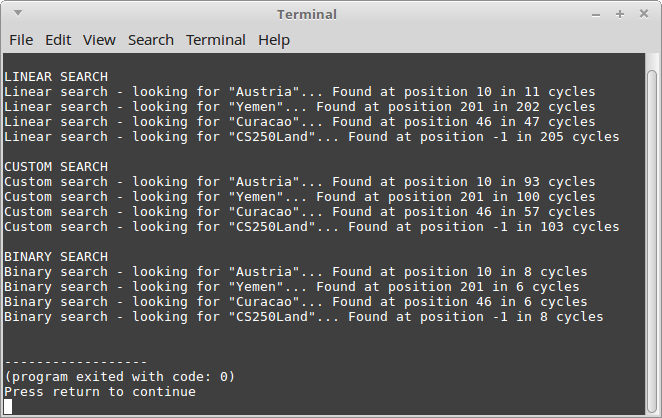 Terminal
File Edit View Search Terminal Help
LINEAR SEARCH
Linear search - looking for "Austria"... Found at position 10 in 11 cycles
Linear search - looking for "Yemen"... Found at position 201 in 202 cycles
Linear search - looking for "Curacao"... Found at position 46 in 47 cycles
Linear search - looking for "CS250Land"... Found at position -1 in 205 cycles
CUSTOM SEARCH
Custom search - looking for "Austria"... Found at position 10 in 93 cycles
Custom search - looking for "Yemen"... Found at position 201 in 100 cycles
Custom search - looking for "Curacao"... Found at position 46 in 57 cycles
Custom search - looking for "CS250Land"... Found at position -1 in 103 cycles
BINARY SEARCH
Binary search - looking for "Austria"... Found at position 10 in 8 cycles
Binary search - looking for "Yemen"... Found at position 201 in 6 cycles
Binary search - looking for "Curacao"... Found at position 46 in 6 cycles
Binary search - looking for "CS250Land"... Found at position -1 in 8 cycles
------------------
(program exited with code: 0)
Press return to continue